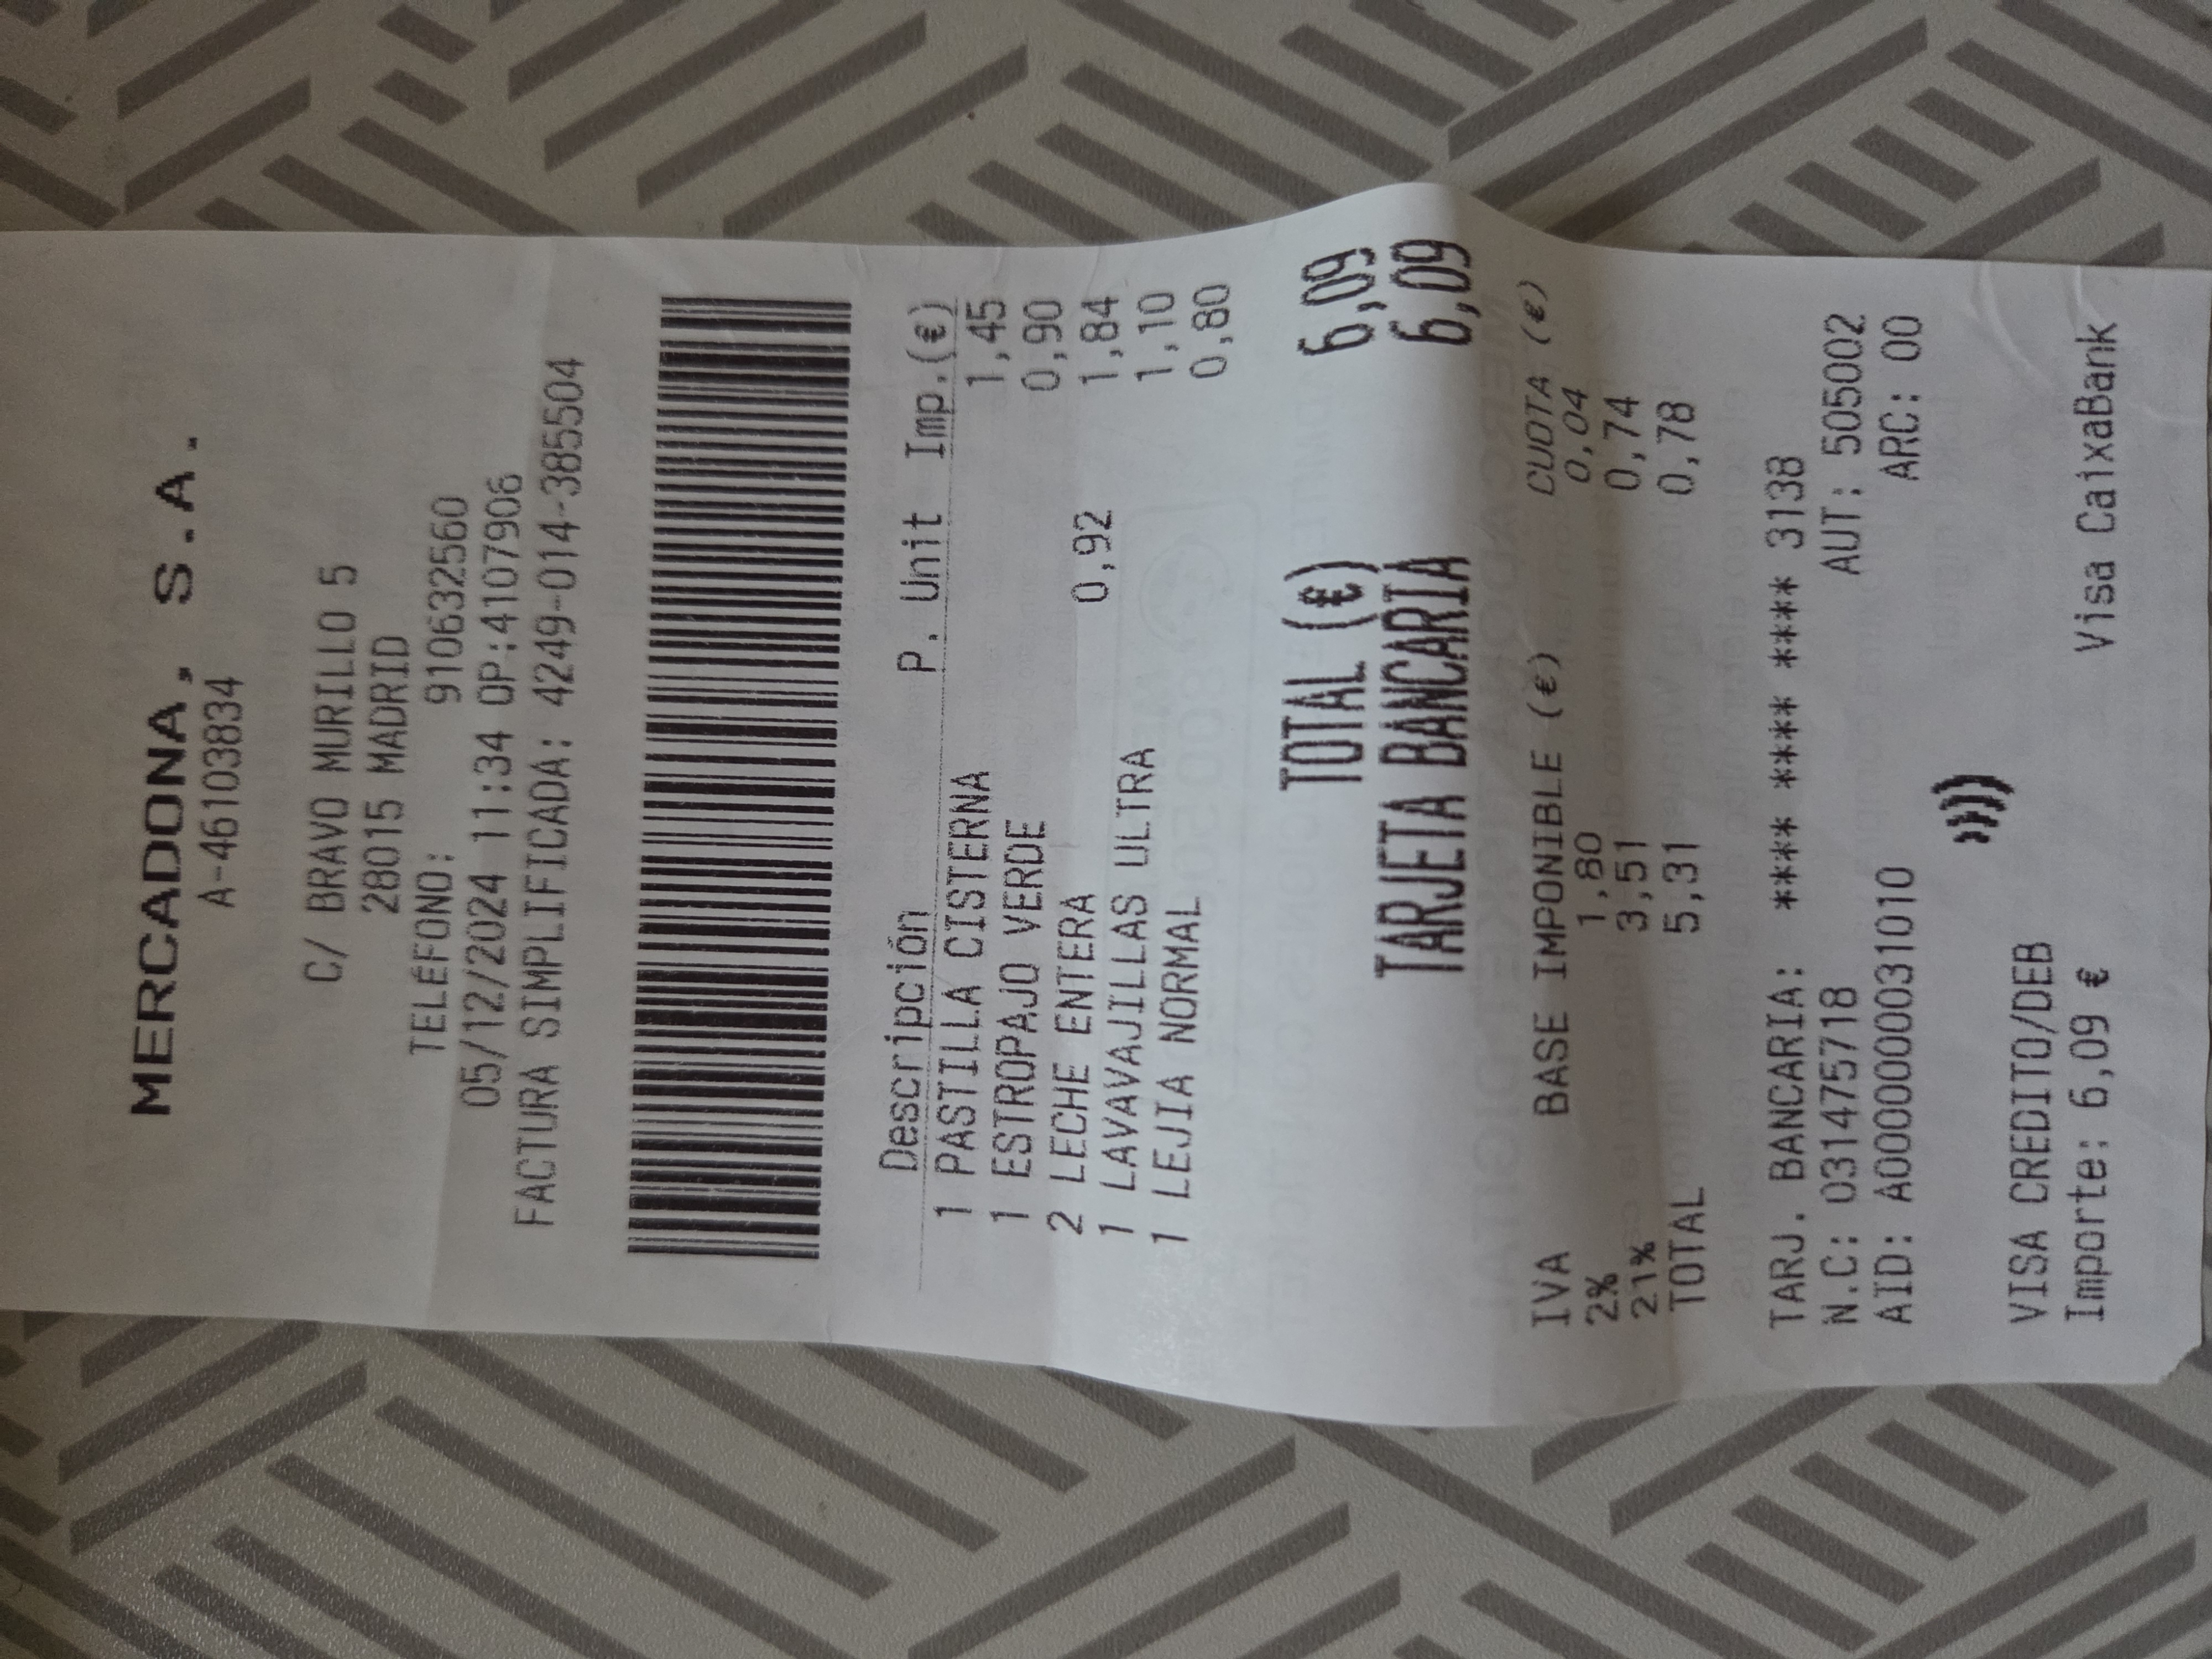 MERCADONA, S.A.
A-46103834
C/ BRAVO MURILLO 5
28015 MADRID
TELÉFONO: 910632560
05/12/2024 11:34 OP:4107906
FACTURA SIMPLIFICADA: 4249-014-385504
Descripción P. Unit Imp.(€)
1 PASTILLA CISTERNA 1,45
1 ESTROPAJO VERDE 0,90
2 LECHE ENTERA 0,92 1,84
1 LAVAVAJILLAS ULTRA 1,10
1 LEJIA NORMAL 0,80
TOTAL (€) 6,09
TARJETA BANCARIA 6,09
IVA BASE IMPONIBLE (€) CUOTA (€)
2% 1,80 0,04
21% 3,51 0,74
TOTAL 5,31 0,78
TARJ. BANCARIA: **** **** **** 3138
N.C: 031475718 AUT: 505002
AID: A0000000031010 ARC: 00
VISA CREDITO/DEB
Importe: 6,09 € Visa CaixaBank